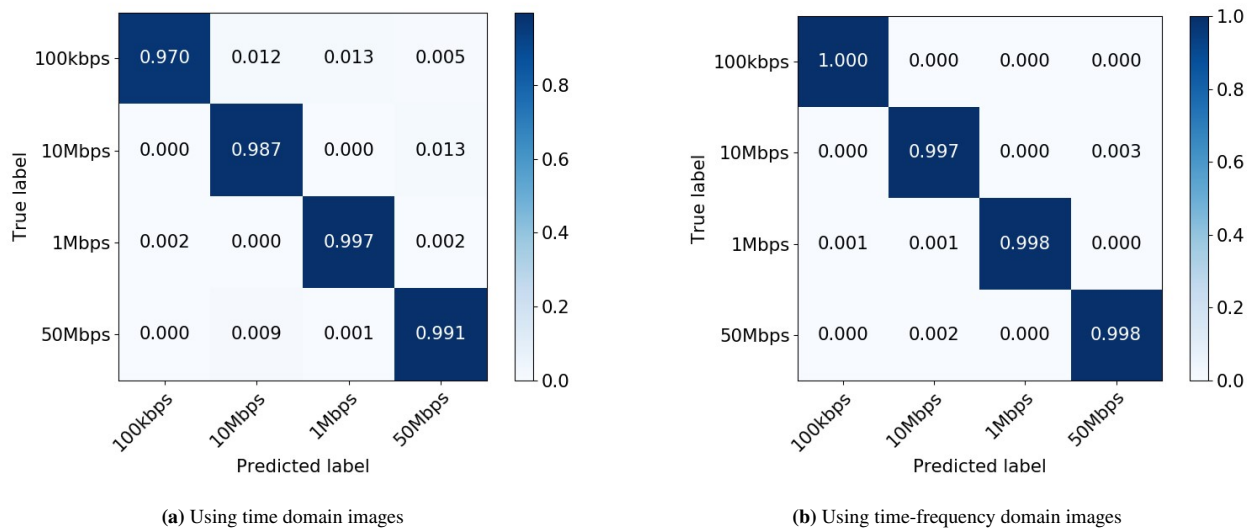 100kbps 0.970 0.012 0.013 0.005
10Mbps 0.000 0.987 0.000 0.013
1Mbps 0.002 0.000 0.997 0.002
50Mbps 0.000 0.009 0.001 0.991
True label
100kbps 10Mbps 1Mbps 50Mbps
Predicted label
0.8
0.6
0.4
0.2
0.0
(a) Using time domain images
100kbps 1.000 0.000 0.000 0.000
10Mbps 0.000 0.997 0.000 0.003
1Mbps 0.001 0.001 0.998 0.000
50Mbps 0.000 0.002 0.000 0.998
True label
100kbps 10Mbps 1Mbps 50Mbps
Predicted label
1.0
0.8
0.6
0.4
0.2
0.0
(b) Using time-frequency domain images